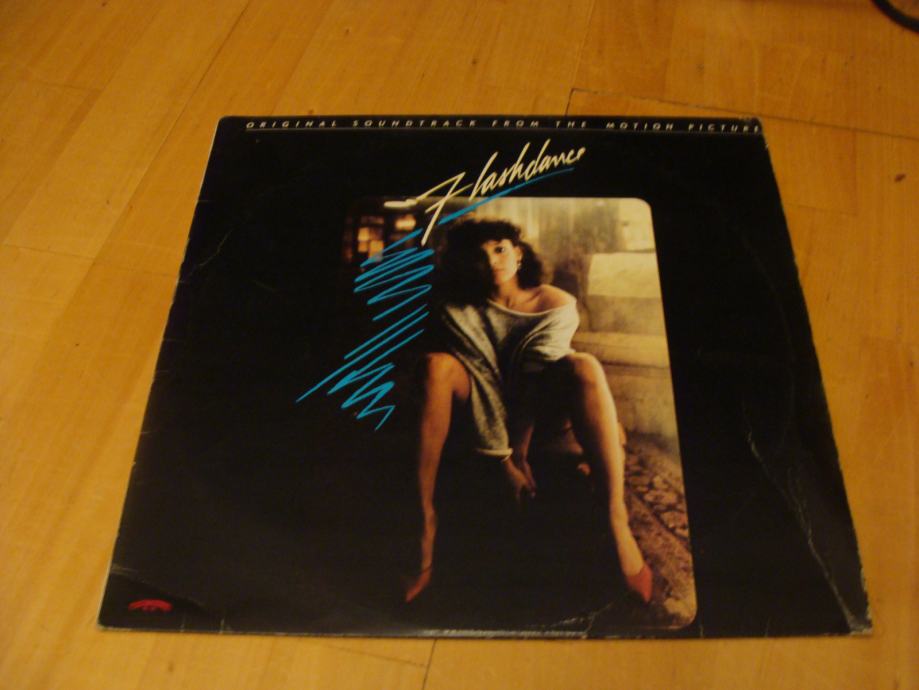 ORIGINAL SOUNDTRACK FROM THE MOTION PICTURE
Flashdance